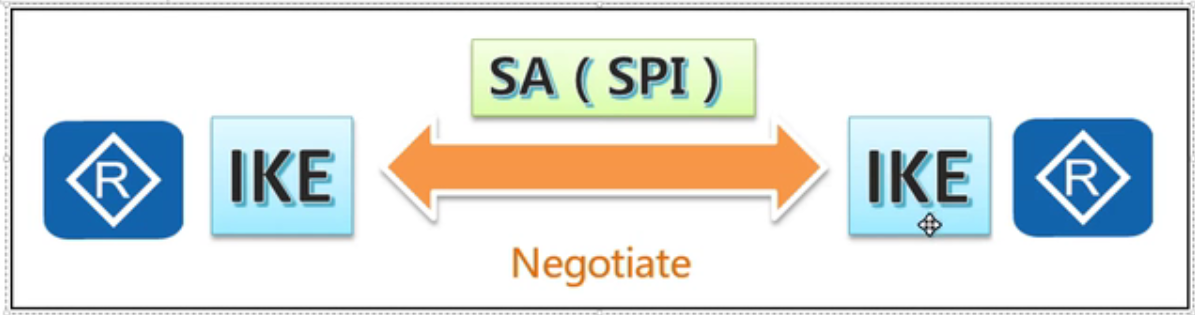 SA ( SPI )
R
IKE
IKE
R
Negotiate